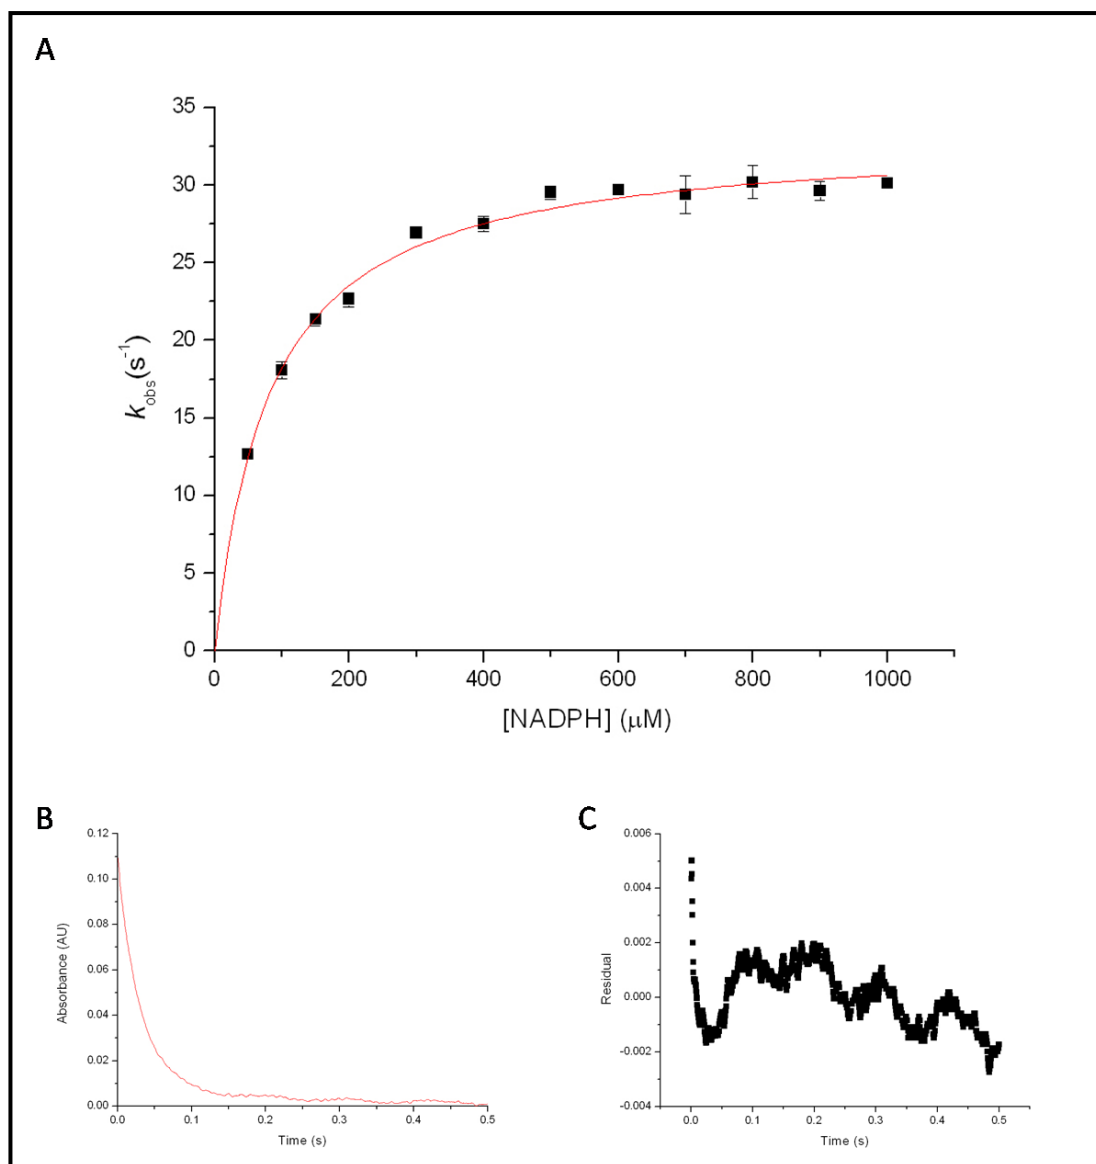 A
35
30
25
20
15
10
5
0
k_obs (s⁻¹)
0 200 400 600 800 1000
[NADPH] (μM)
B
0.12
0.10
0.08
0.06
0.04
0.02
0.00
Absorbance (AU)
0.0 0.1 0.2 0.3 0.4 0.5
Time (s)
C
0.006
0.004
0.002
0.000
-0.002
-0.004
Residual
0.0 0.1 0.2 0.3 0.4 0.5
Time (s)